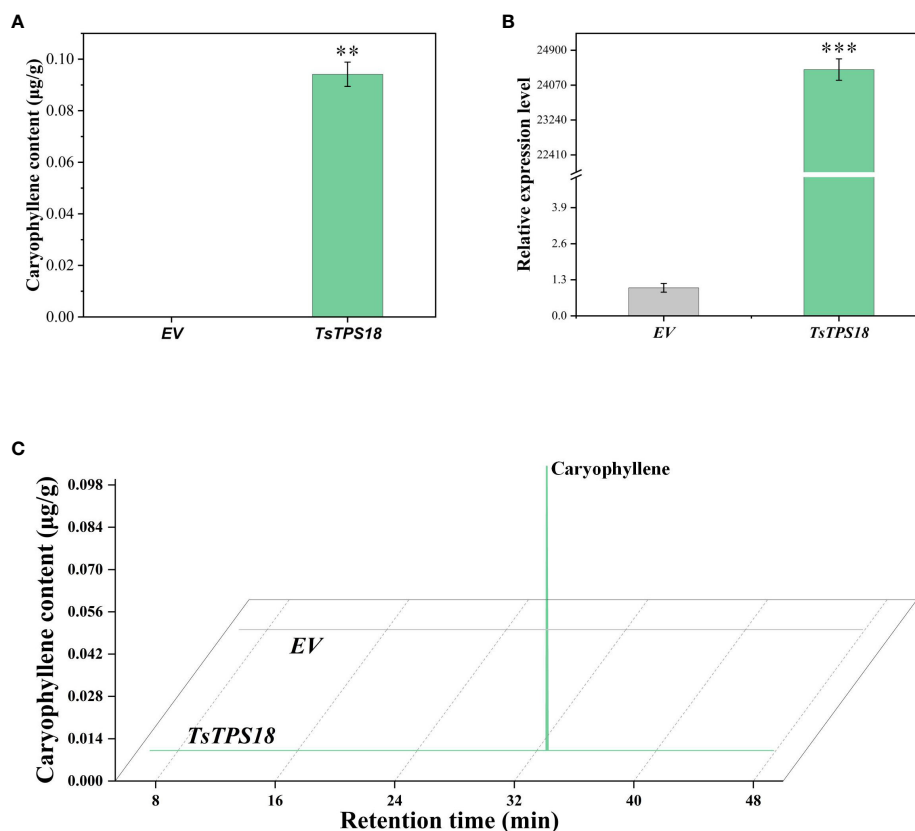 A
Caryophyllene content (μg/g)
0.10
0.08
0.06
0.04
0.02
0.00
**
EV
TsTPS18
B
Relative expression level
24900
24070
23240
22410
3.9
2.6
1.3
0.0
***
EV
TsTPS18
C
Caryophyllene content (μg/g)
0.098
0.084
0.070
0.056
0.042
0.028
0.014
0.000
Caryophyllene
EV
TsTPS18
8 16 24 32 40 48
Retention time (min)